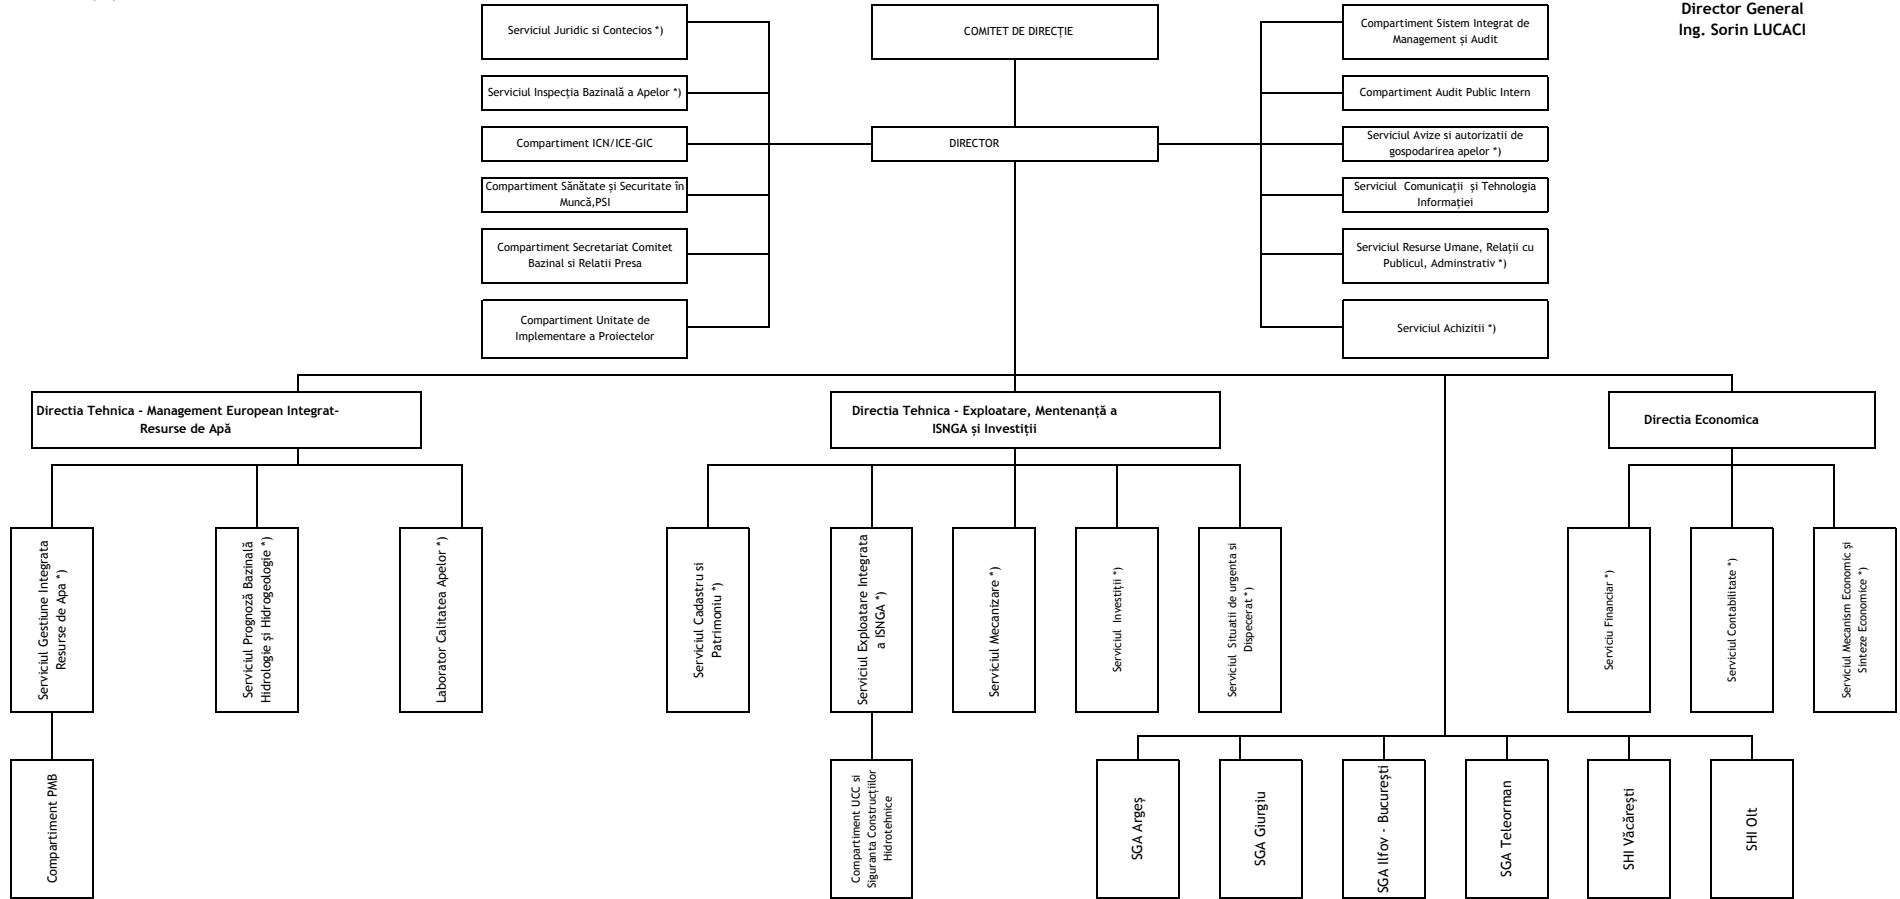 Director General
Ing. Sorin LUCACI
Serviciul Juridic si Contecios *)
COMITET DE DIRECȚIE
Compartiment Sistem Integrat de
Management și Audit
Serviciul Inspecția Bazinală a Apelor *)
Compartiment Audit Public Intern
Compartiment ICN/ICE-GIC
DIRECTOR
Serviciul Avize si autorizatii de
gospodarirea apelor *)
Compartiment Sănătate și Securitate în
Muncă,PSI
Serviciul Comunicații și Tehnologia
Informației
Compartiment Secretariat Comitet
Bazinal si Relatii Presa
Serviciul Resurse Umane, Relații cu
Publicul, Adminstrativ *)
Compartiment Unitate de
Implementare a Proiectelor
Serviciul Achizitii *)
Directia Tehnica - Management European Integrat-
Resurse de Apă
Directia Tehnica - Exploatare, Mentenanță a
ISNGA și Investiții
Directia Economica
Serviciul Gestiune Integrata
Resurse de Apa *)
Serviciul Prognoză Bazinală
Hidrologie și Hidrogeologie *)
Laborator Calitatea Apelor *)
Serviciul Cadastru si
Patrimoniu *)
Serviciul Exploatare Integrata
a ISNGA *)
Serviciul Mecanizare *)
Serviciul Investiții *)
Serviciul Situatii de urgenta si
Dispecerat *)
Serviciu Financiar *)
Serviciul Contabilitate *)
Serviciul Mecanism Economic și
Sinteze Economice *)
Compartiment PMB
Compartiment UCC si
Siguranta Construcțiilor
Hidrotehnice
SGA Argeș
SGA Giurgiu
SGA Ilfov - București
SGA Teleorman
SHI Văcărești
SHI Olt